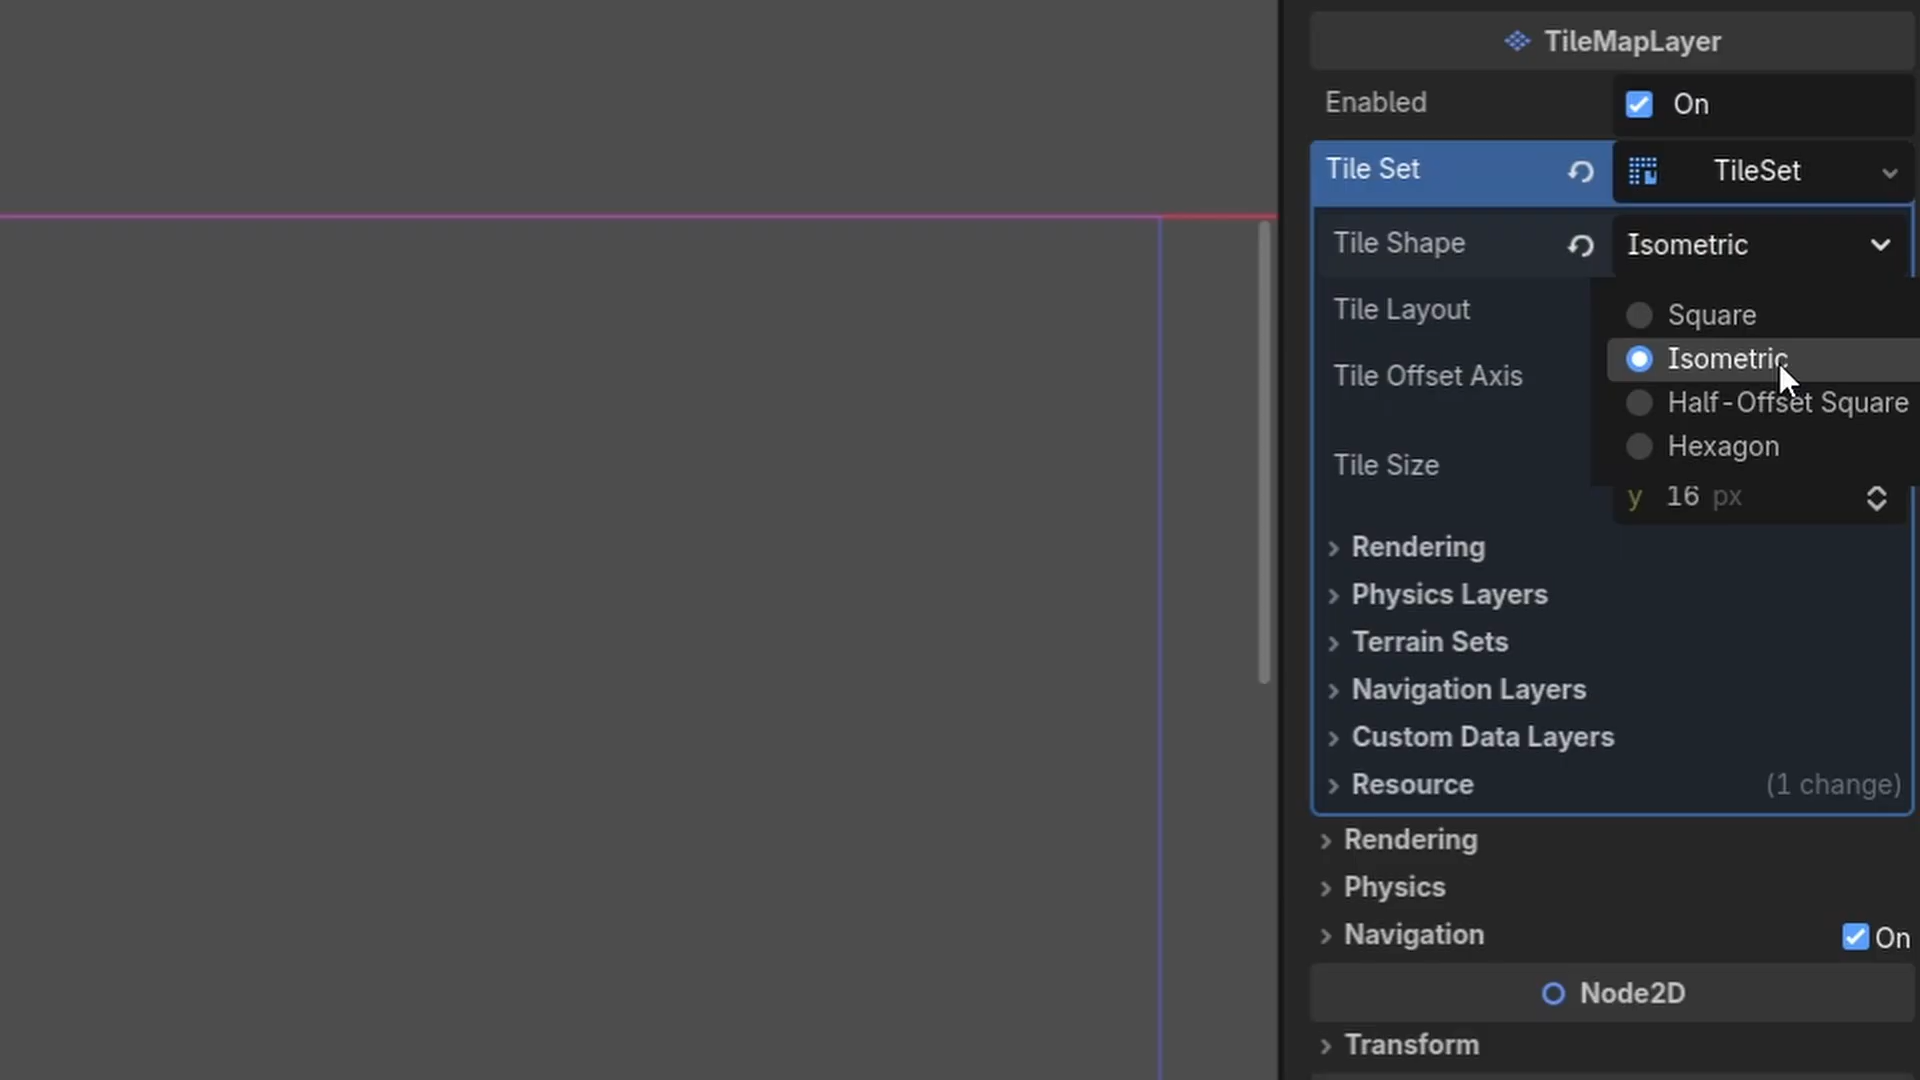 TileMapLayer
Enabled On
Tile Set TileSet
Tile Shape Isometric
Tile Layout
Square
Isometric
Tile Offset Axis
Half-Offset Square
Hexagon
Tile Size
y 16 px
Rendering
Physics Layers
Terrain Sets
Navigation Layers
Custom Data Layers
Resource (1 change)
Rendering
Physics
Navigation On
Node2D
Transform